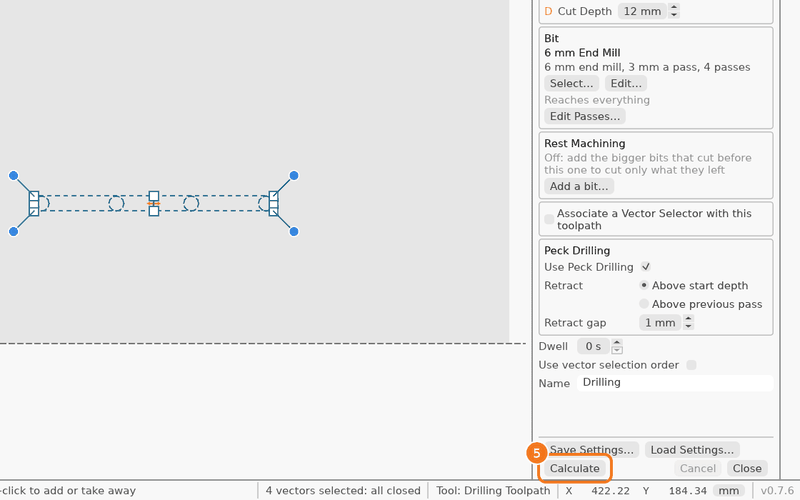 D Cut Depth 12 mm
Bit
6 mm End Mill
6 mm end mill, 3 mm a pass, 4 passes
Select... Edit...
Reaches everything
Edit Passes...
Rest Machining
Off: add the bigger bits that cut before
this one to cut only what they left
Add a bit...
Associate a Vector Selector with this
toolpath
Peck Drilling
Use Peck Drilling
Retract Above start depth
Above previous pass
Retract gap 1 mm
Dwell 0 s
Use vector selection order
Name Drilling
Save Settings... Load Settings...
5
Calculate Cancel Close
-click to add or take away 4 vectors selected: all closed Tool: Drilling Toolpath X 422.22 Y 184.34 mm v0.7.6